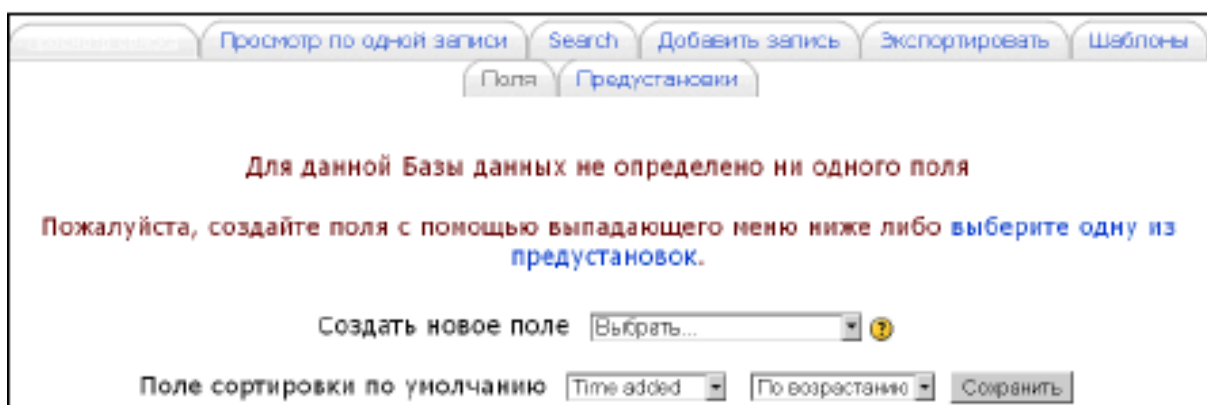 Просмотр по одной записи Search Добавить запись Экспортировать Шаблоны
Поля Предустановки
Для данной Базы данных не определено ни одного поля
Пожалуйста, создайте поля с помощью выпадающего меню ниже либо выберите одну из
предустановок.
Создать новое поле Выбрать... ?
Поле сортировки по умолчанию Time added По возрастанию Сохранить